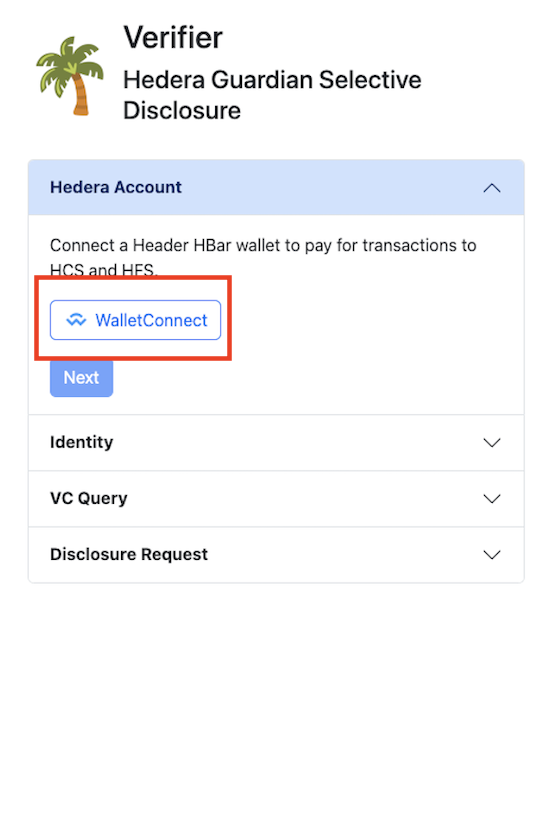 Verifier
Hedera Guardian Selective
Disclosure
Hedera Account
Connect a Header HBar wallet to pay for transactions to
HCS and HFS.
WalletConnect
Next
Identity
VC Query
Disclosure Request